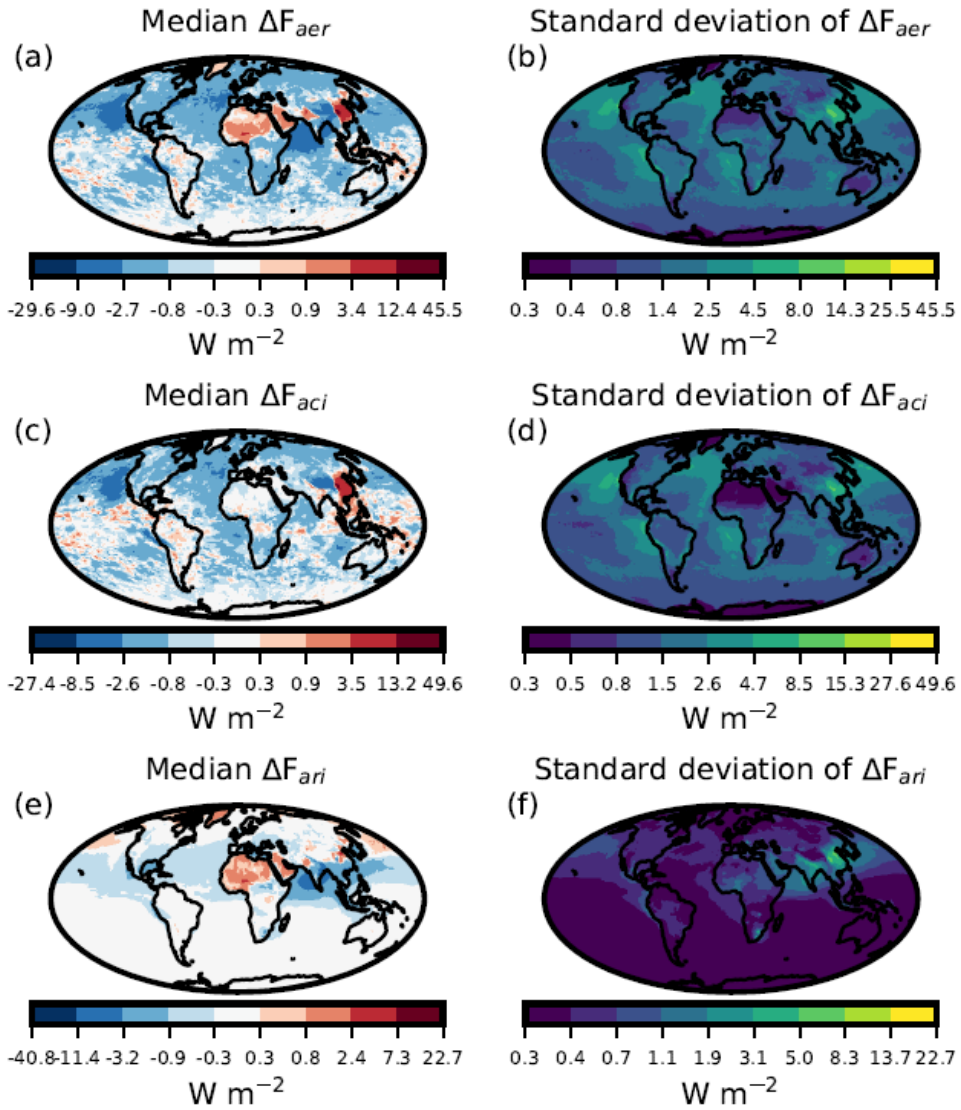 Median ΔF_aer
Standard deviation of ΔF_aer
(a)
(b)
-29.6 -9.0 -2.7 -0.8 -0.3 0.3 0.9 3.4 12.4 45.5
0.3 0.4 0.8 1.4 2.5 4.5 8.0 14.3 25.5 45.5
W m⁻²
W m⁻²
Median ΔF_aci
Standard deviation of ΔF_aci
(c)
(d)
-27.4 -8.5 -2.6 -0.8 -0.3 0.3 0.9 3.5 13.2 49.6
0.3 0.5 0.8 1.5 2.6 4.7 8.5 15.3 27.6 49.6
W m⁻²
W m⁻²
Median ΔF_ari
Standard deviation of ΔF_ari
(e)
(f)
-40.8 -11.4 -3.2 -0.9 -0.3 0.3 0.8 2.4 7.3 22.7
0.3 0.4 0.7 1.1 1.9 3.1 5.0 8.3 13.7 22.7
W m⁻²
W m⁻²